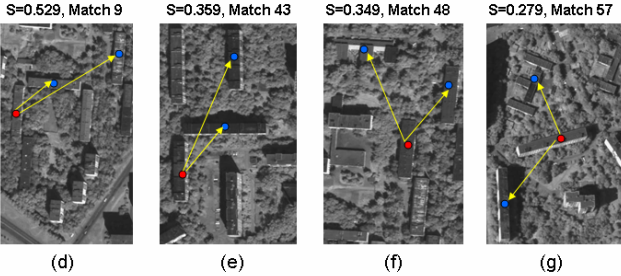 S=0.529, Match 9
S=0.359, Match 43
S=0.349, Match 48
S=0.279, Match 57
(d)
(e)
(f)
(g)